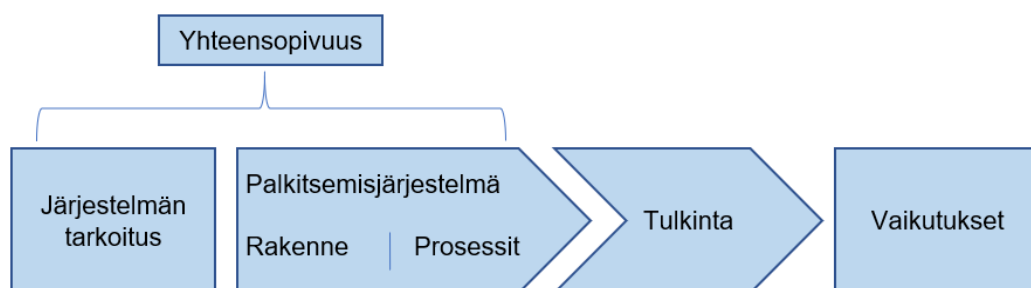 Yhteensopivuus
Järjestelmän
tarkoitus
Palkitsemisjärjestelmä
Rakenne
Prosessit
Tulkinta
Vaikutukset